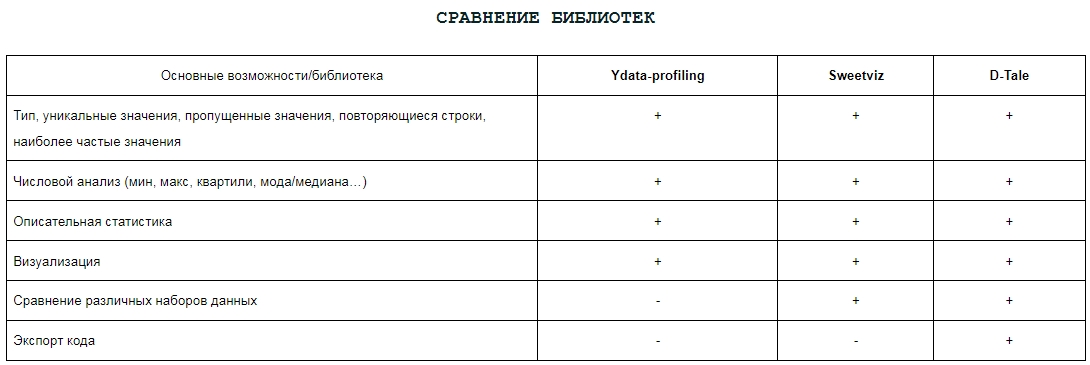 СРАВНЕНИЕ БИБЛИОТЕК
Основные возможности/библиотека Ydata-profiling Sweetviz D-Tale
Тип, уникальные значения, пропущенные значения, повторяющиеся строки, + + +
наиболее частые значения
Числовой анализ (мин, макс, квартили, мода/медиана…) + + +
Описательная статистика + + +
Визуализация + + +
Сравнение различных наборов данных - + +
Экспорт кода - - +